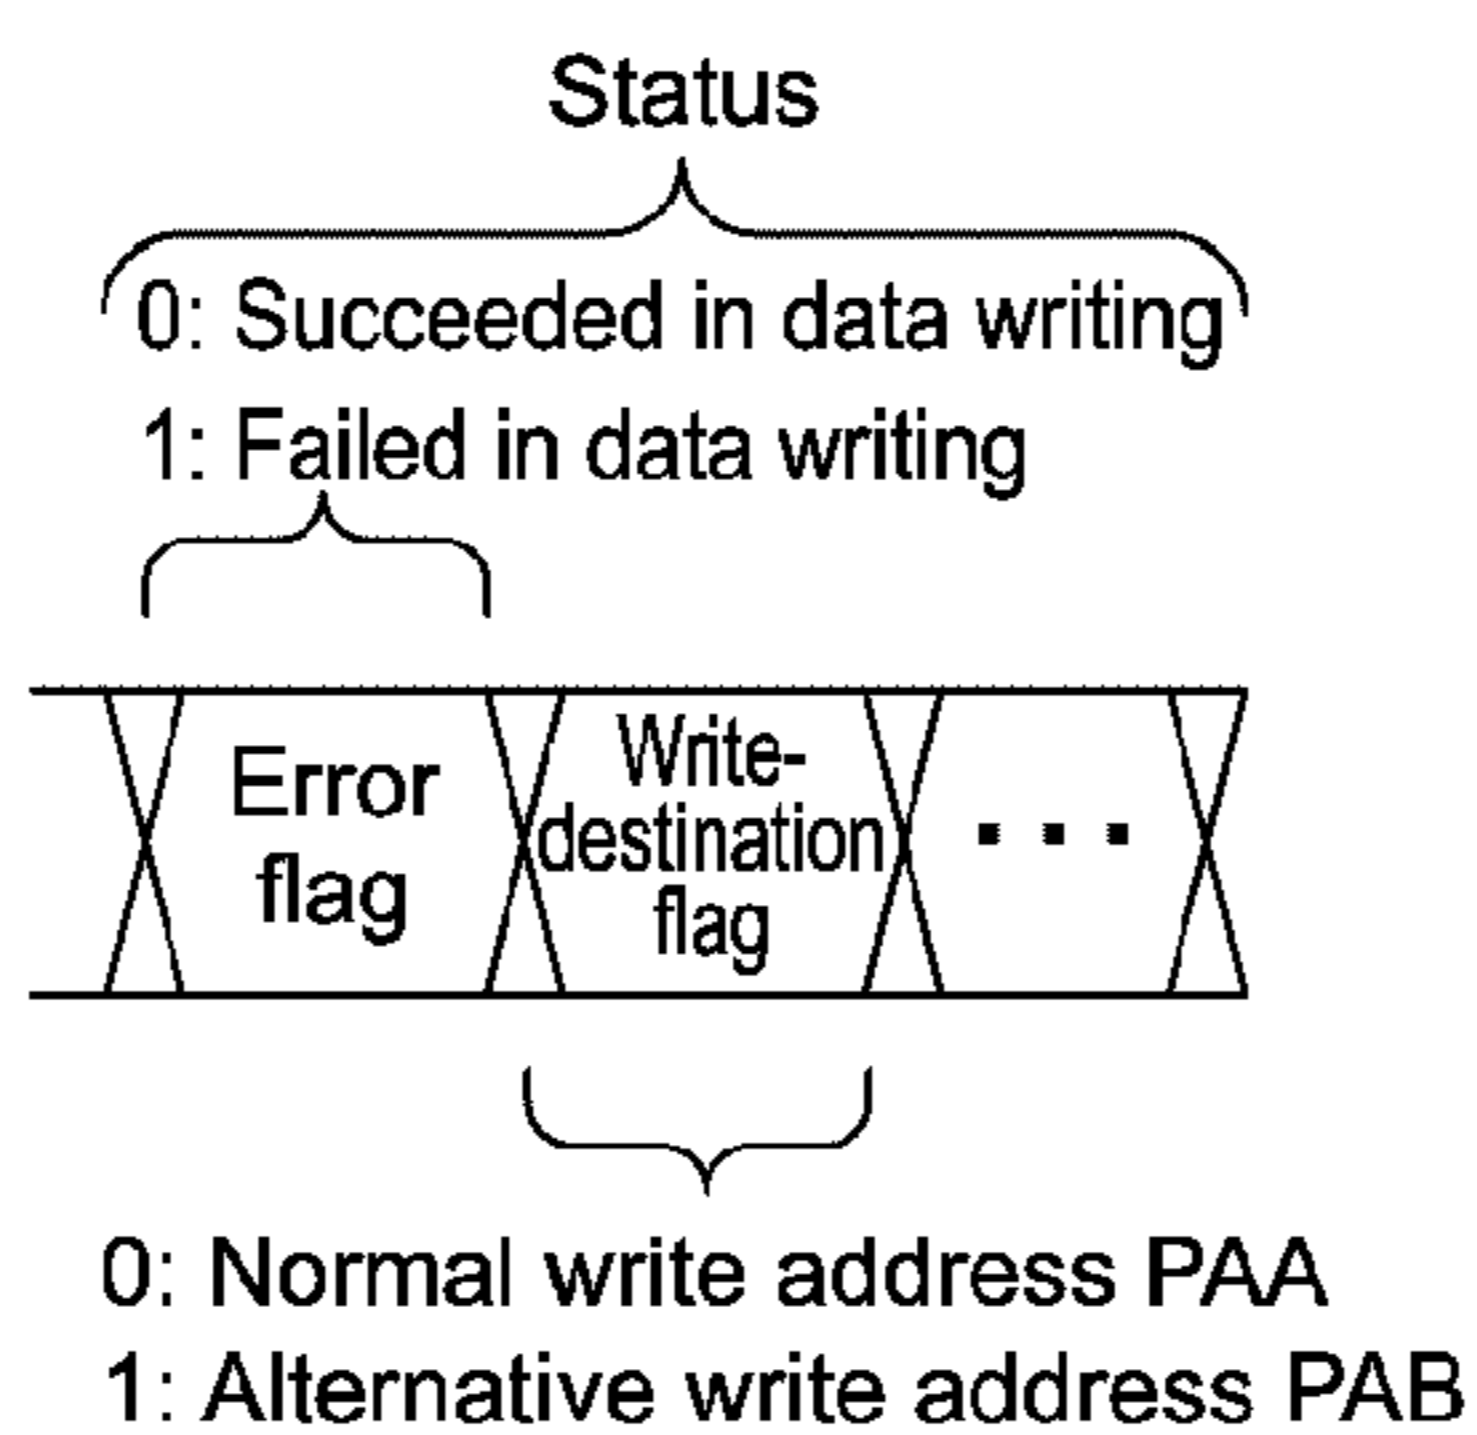 Status
0: Succeeded in data writing
1: Failed in data writing
Error
flag
Write-
destination
flag
...
0: Normal write address PAA
1: Alternative write address PAB